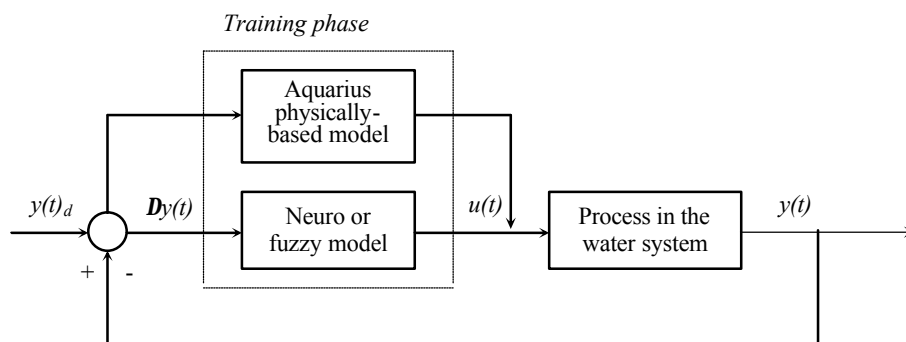 Training phase
Aquarius
physically-
based model
y(t)d
Dy(t)
Neuro or
fuzzy model
u(t)
Process in the
water system
y(t)
+ -